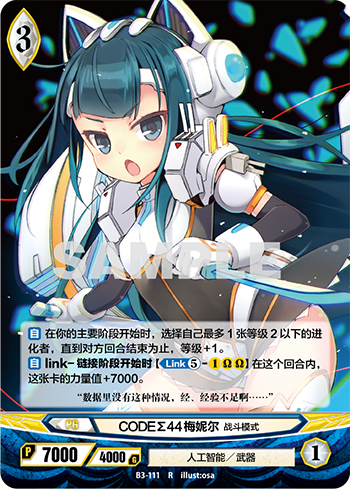 3
SAMPLE
自 在你的主要阶段开始时，选择自己最多1张等级2以下的进
化者，直到对方回合结束为止，等级+1。
自 link- 链接阶段开始时【Link 5 - 1 Ω Ω】在这个回合内，
这张卡的力量值+7000。
“数据里没有这种情况，经、经验不足啊……”
P6 CODEΣ44 梅妮尔 战斗模式
P 7000 4000 G 人工智能／武器 1
B3-111 R illust:osa